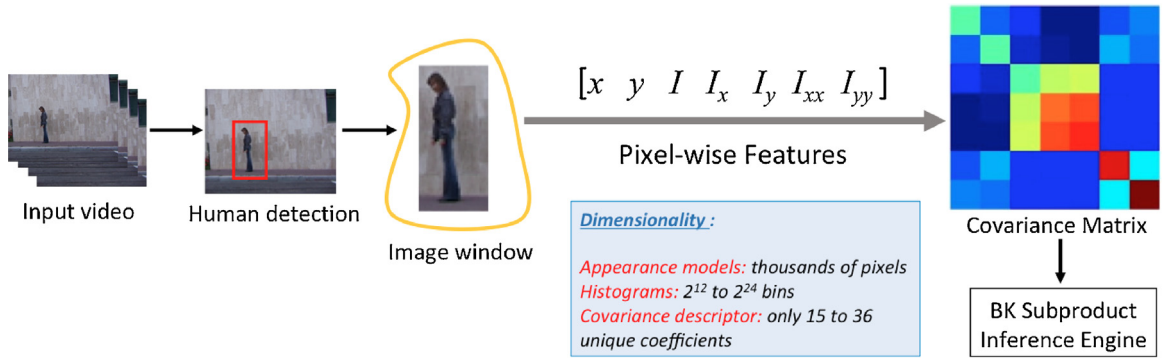 Input video
Human detection
Image window
[x y I I_x I_y I_xx I_yy]
Pixel-wise Features
Dimensionality :
Appearance models: thousands of pixels
Histograms: 2^12 to 2^24 bins
Covariance descriptor: only 15 to 36
unique coefficients
Covariance Matrix
BK Subproduct
Inference Engine